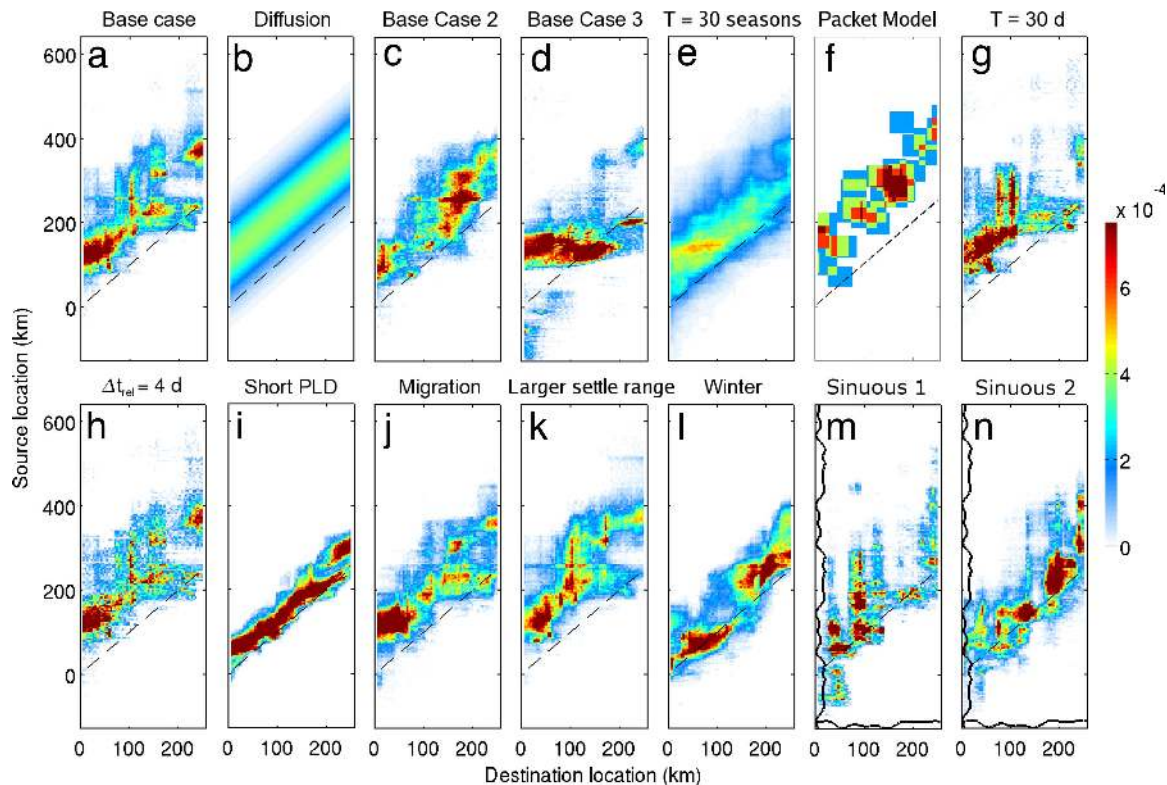 Base case Diffusion Base Case 2 Base Case 3 T = 30 seasons Packet Model T = 30 d
a b c d e f g
600
400
200
0
x 10^-4
6
4
2
0
Source location (km)
Δt_rel = 4 d Short PLD Migration Larger settle range Winter Sinuous 1 Sinuous 2
h i j k l m n
600
400
200
0
0 100 200 0 100 200 0 100 200 0 100 200 0 100 200 0 100 200 0 100 200
Destination location (km)